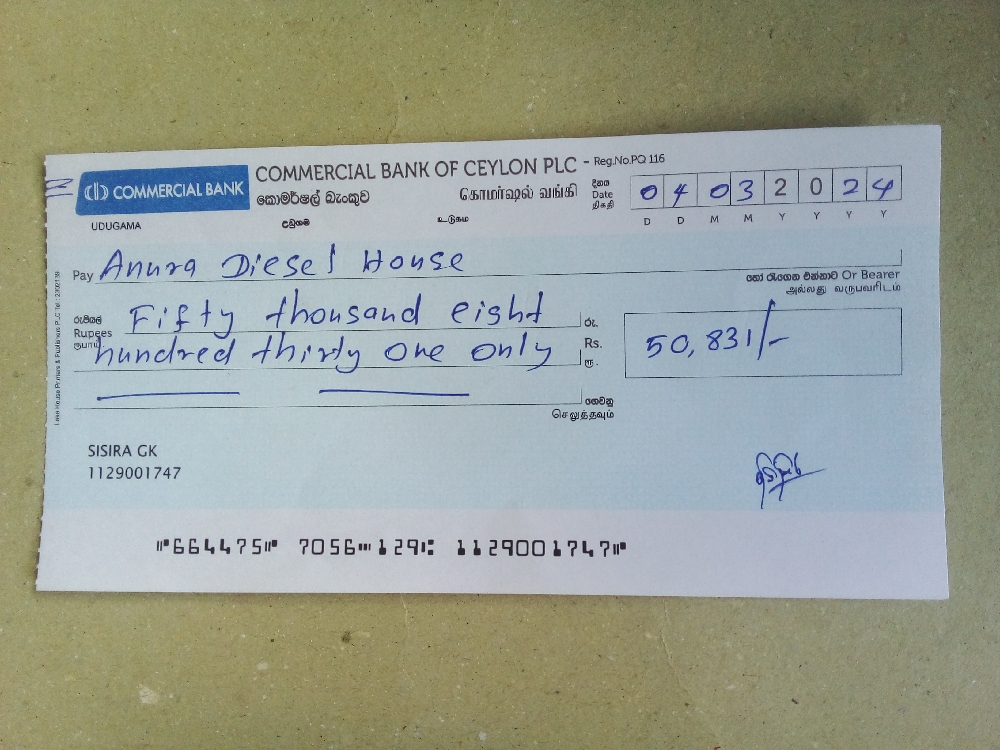 COMMERCIAL BANK
COMMERCIAL BANK OF CEYLON PLC - Reg.No.PQ 116
කොමර්ෂල් බැංකුව கொமர்ஷல் வங்கி
UDUGAMA උඩුගම உடுகம
දිනය
Date
திகதி
0 4 0 3 2 0 2 4
D D M M Y Y Y Y
Pay Anura Diesel House
හෝ රැගෙන එන්නාට Or Bearer
அல்லது வருபவரிடம்
රුපියල්
Rupees
ரூபாய்
Fifty thousand eight
hundred thirty one only
රු.
Rs.
ரூ.
50,831/-
ගෙවනු
செலுத்தவும்
SISIRA GK
1129001747
⑈664475⑈ 7056⑉129⑆ 1129001747⑈